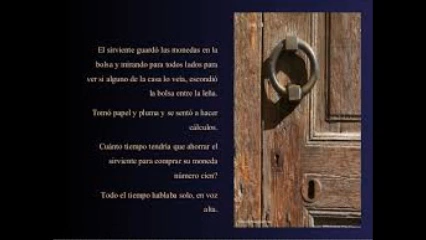 El sirviente guardó las monedas en la
bolsa y mirando para todos lados para
ver si alguno de la casa lo veía, escondió
la bolsa entre la leña.
Tomó papel y pluma y se sentó a hacer
cálculos.
Cuánto tiempo tendría que ahorrar el
sirviente para comprar su moneda
número cien?
Todo el tiempo hablaba solo, en voz
alta.